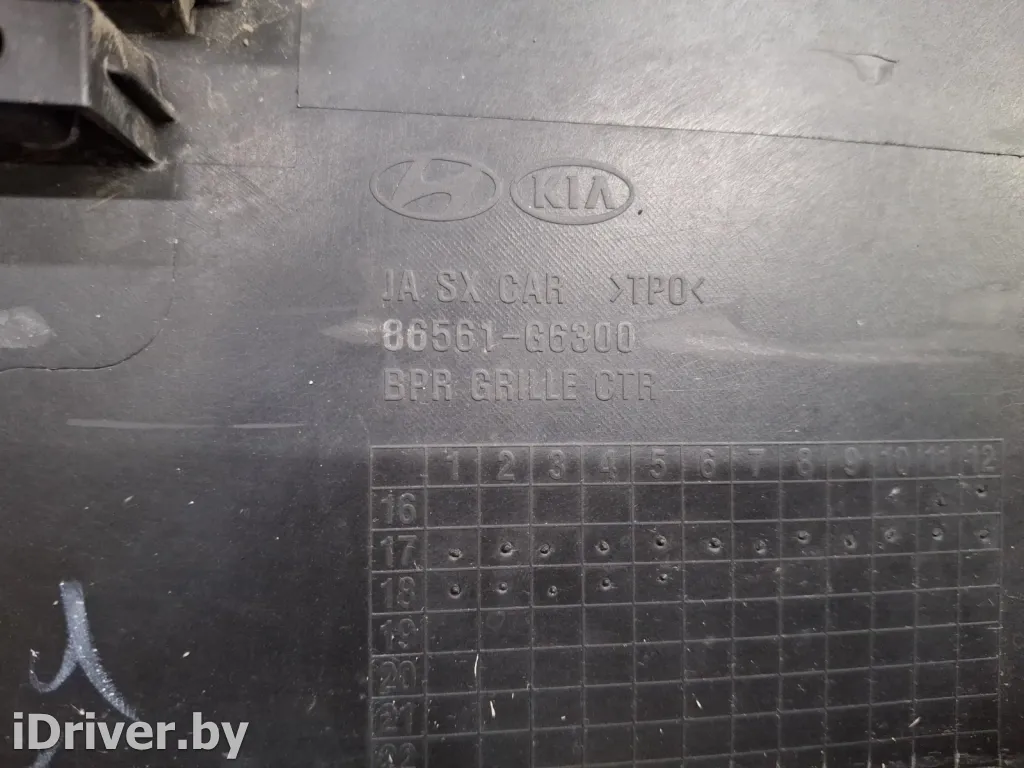 KIA
JA SX CAR >TPO<
86561-G6300
BPR GRILLE CTR
1 2 3 4 5 6 7 8 9 10 11 12
16
17
18
19
20
21
22
iDriver.by